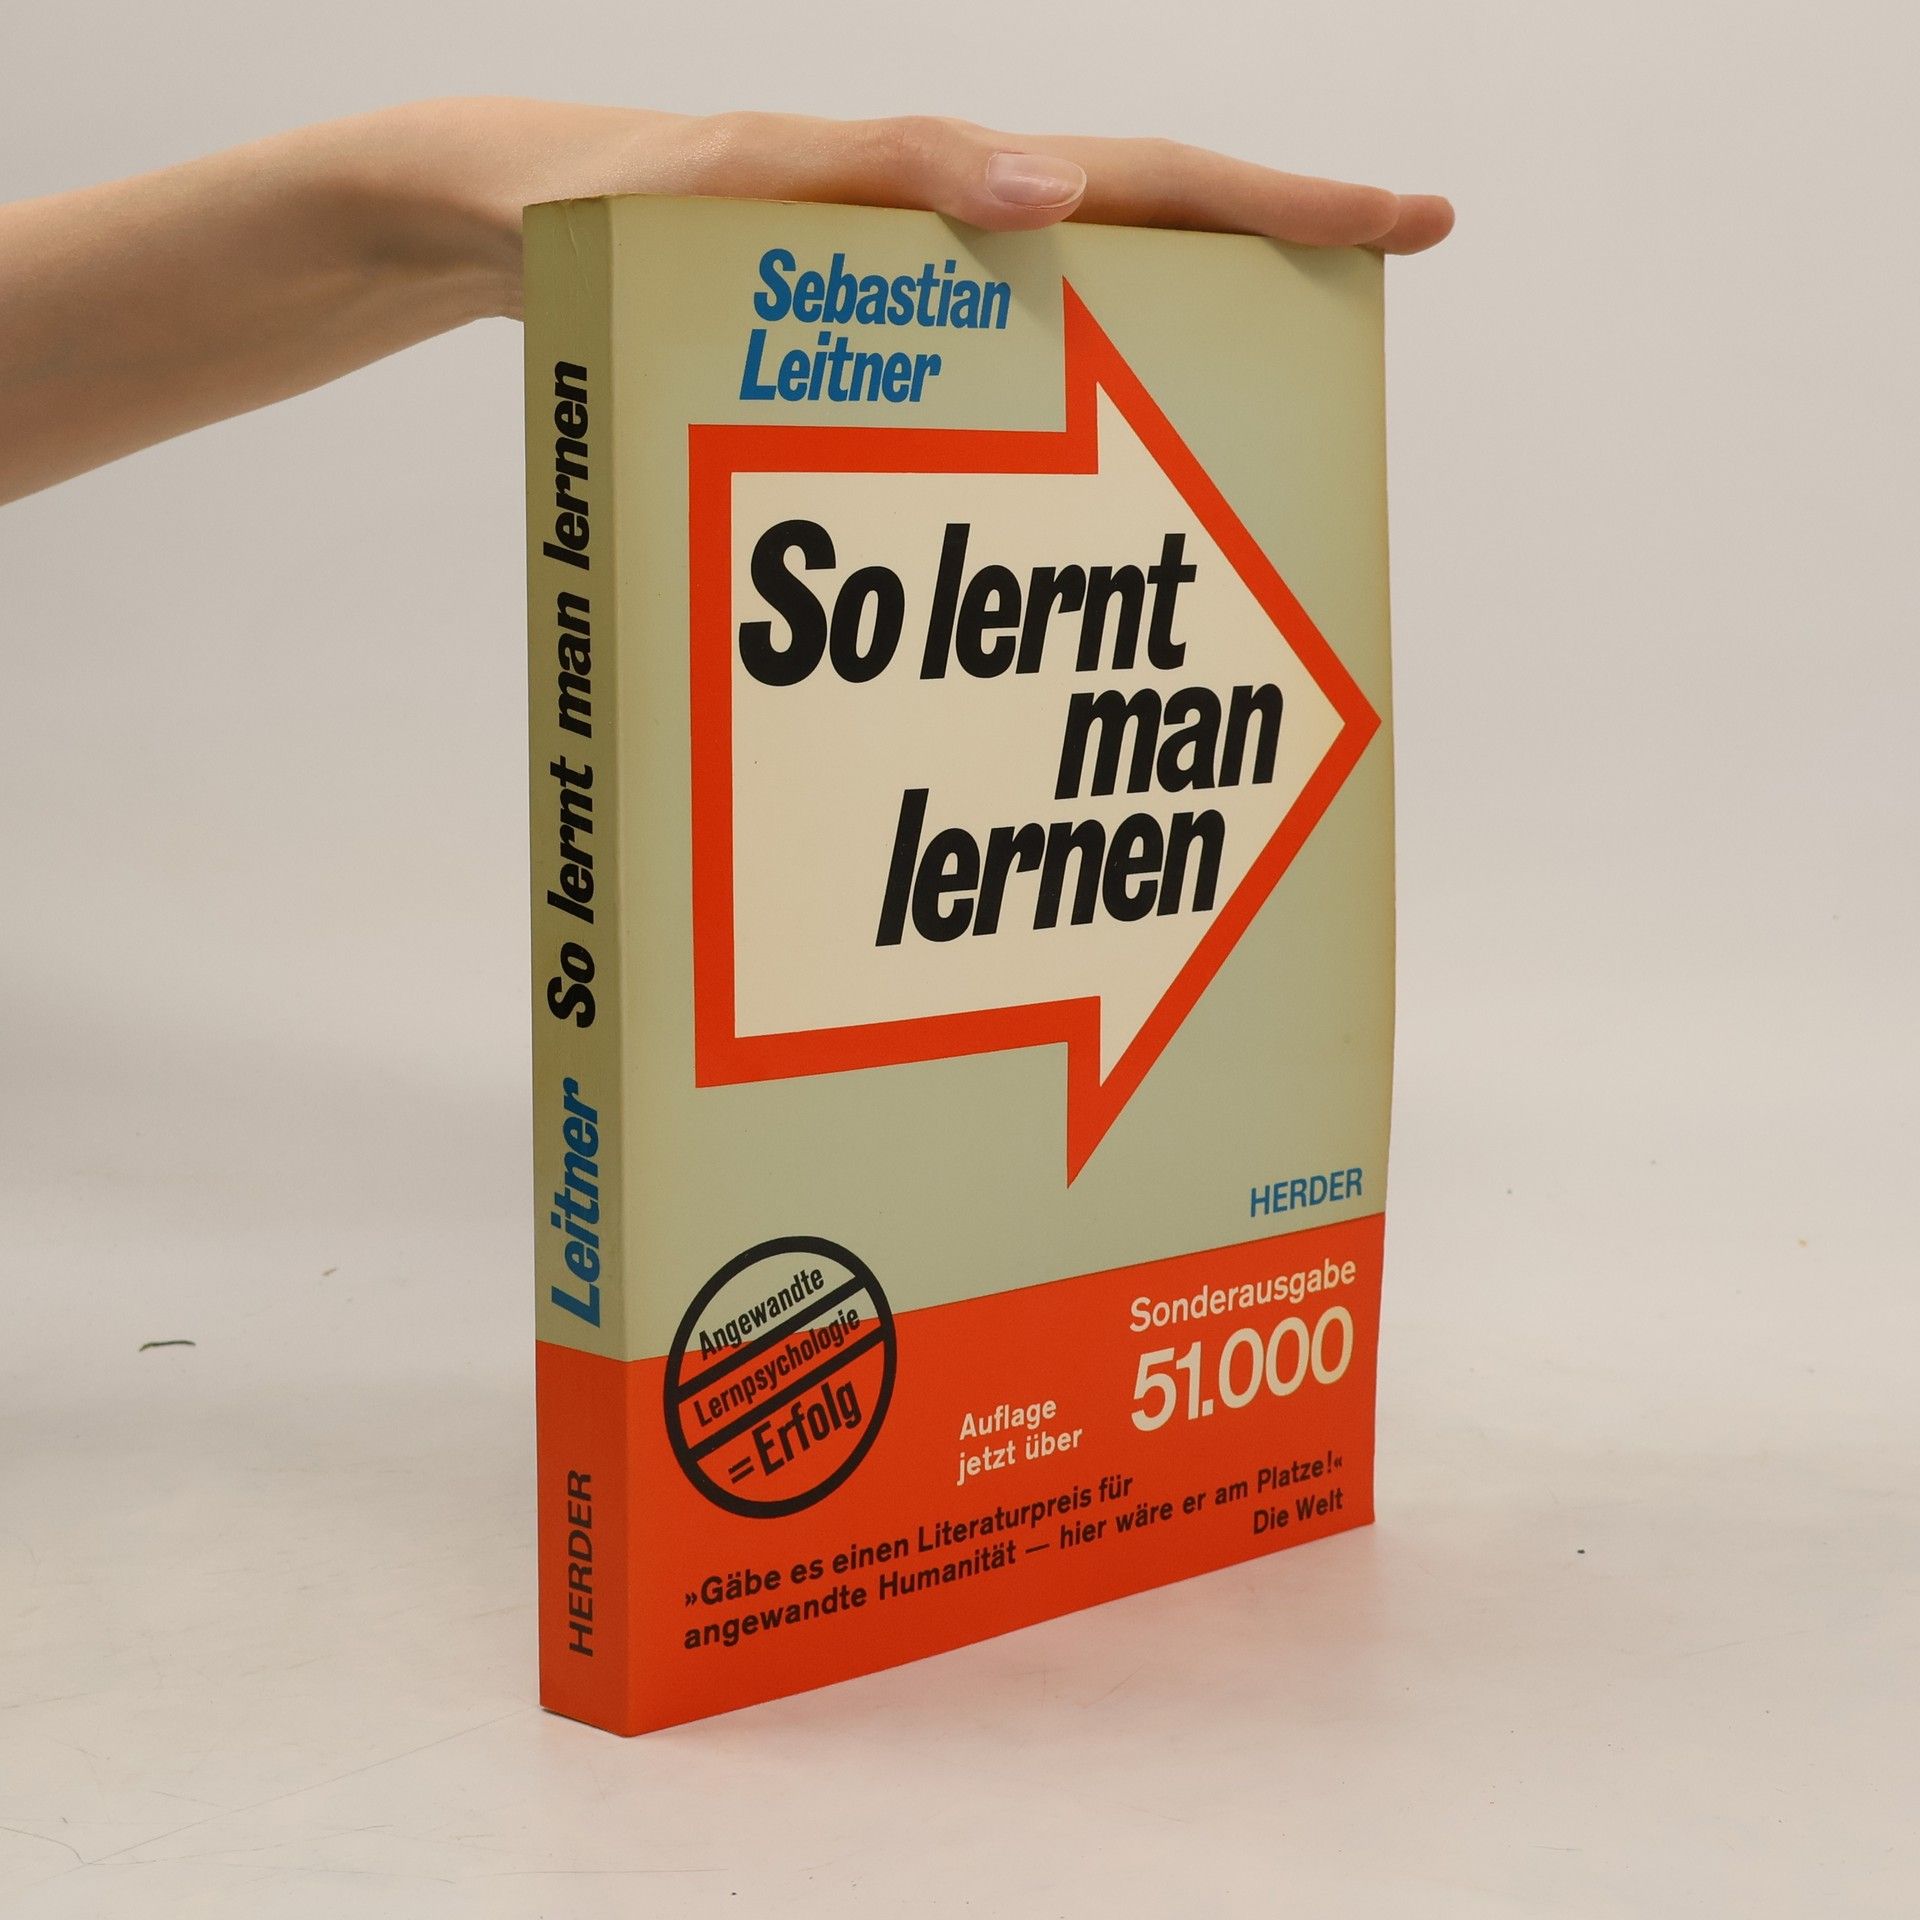 Sebastian
Leitner
So lernt
man
lernen
HERDER
Angewandte
Lernpsychologie
=Erfolg
Sonderausgabe
Auflage
jetzt über
51.000
»Gäbe es einen Literaturpreis für
angewandte Humanität — hier wäre er am Platze!«
Die Welt
Leitner So lernt man lernen
HERDER